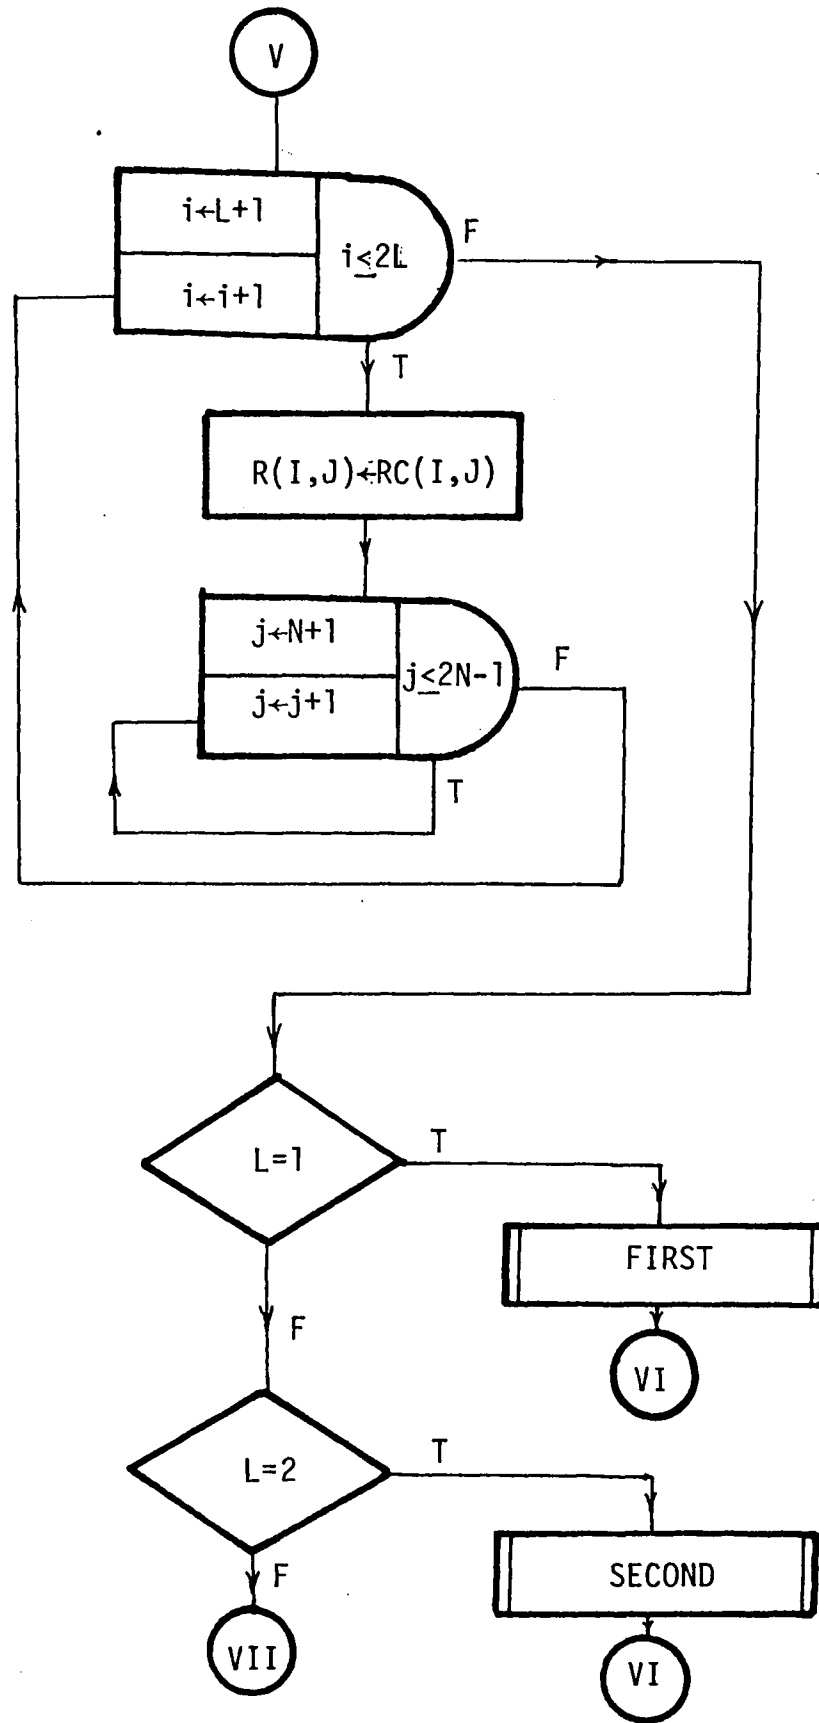 V
i←L+1
i≤2L
F
i←i+1
T
R(I,J)←RC(I,J)
j←N+1
j≤2N-1
F
j←j+1
T
L=1
T
FIRST
F
VI
L=2
T
F
SECOND
VII
VI